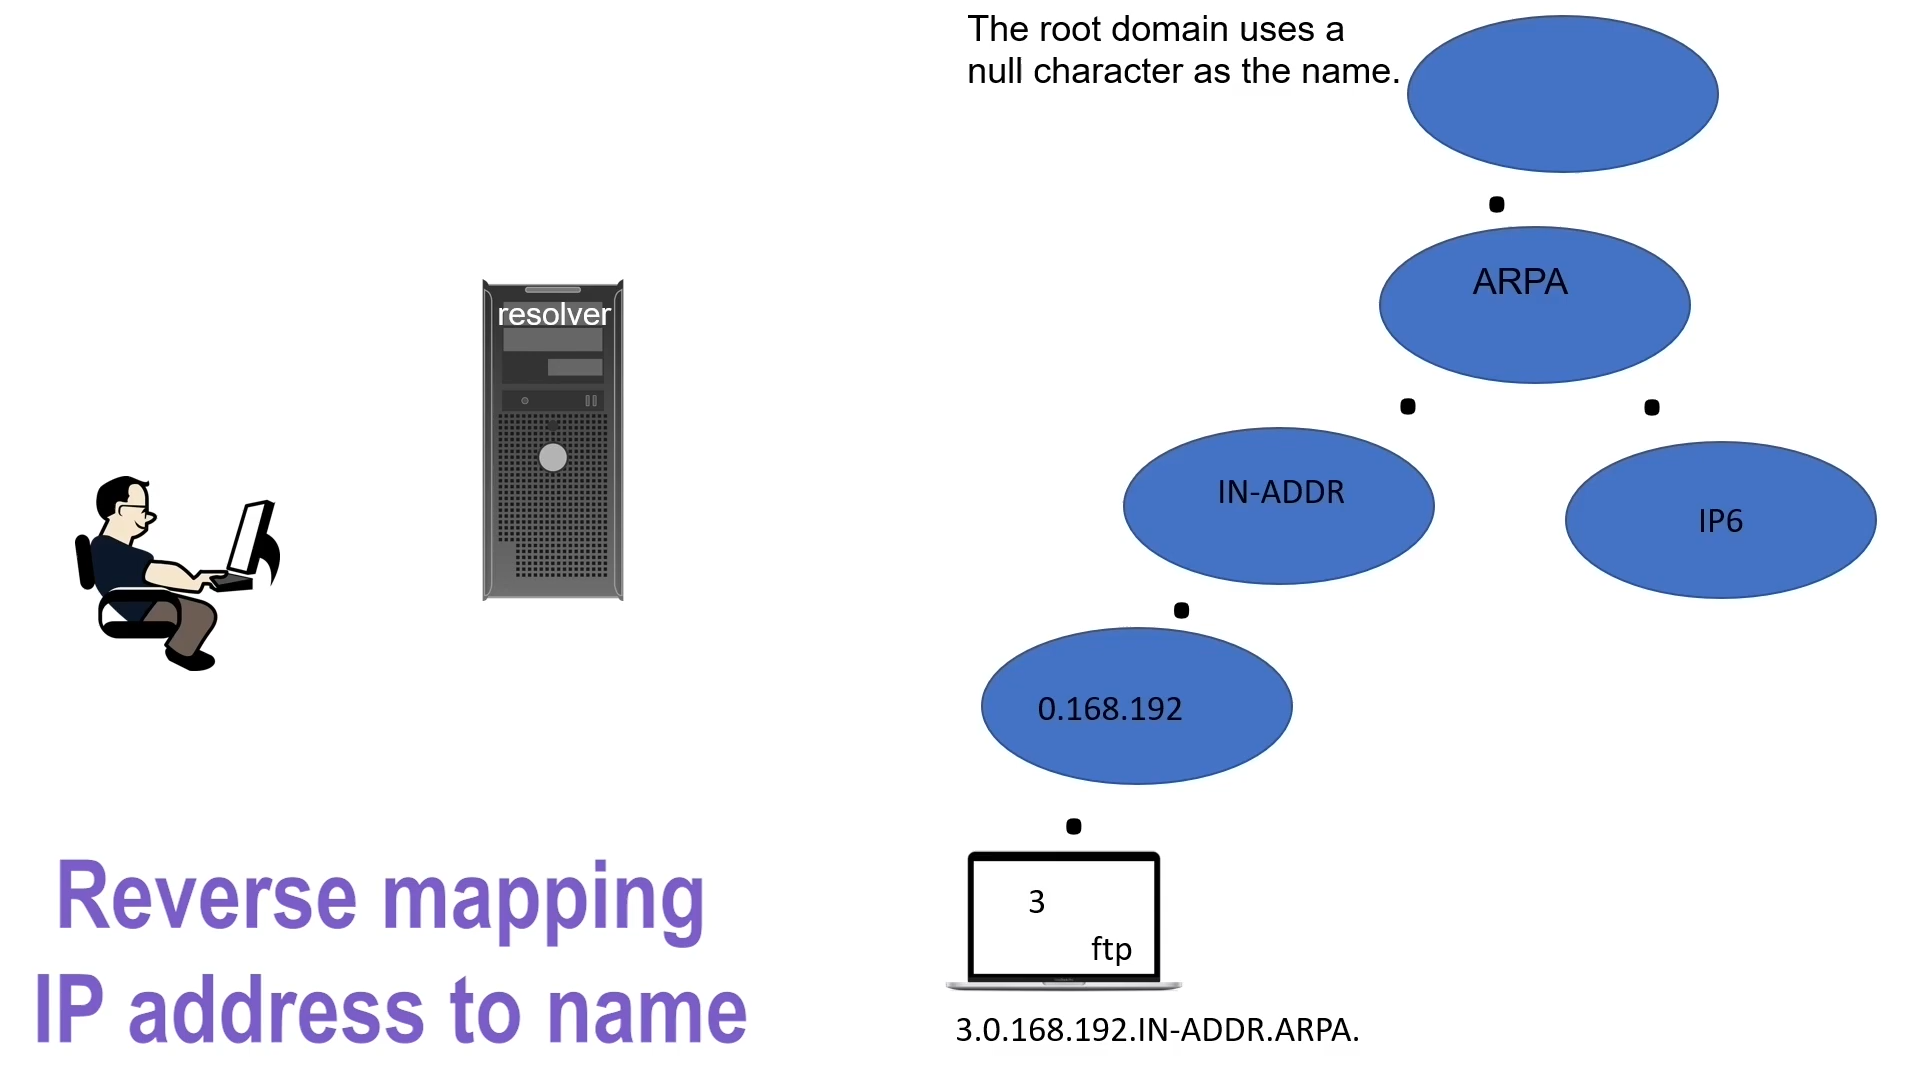 The root domain uses a
null character as the name.
ARPA
resolver
IN-ADDR
IP6
0.168.192
3
ftp
Reverse mapping
IP address to name
3.0.168.192.IN-ADDR.ARPA.